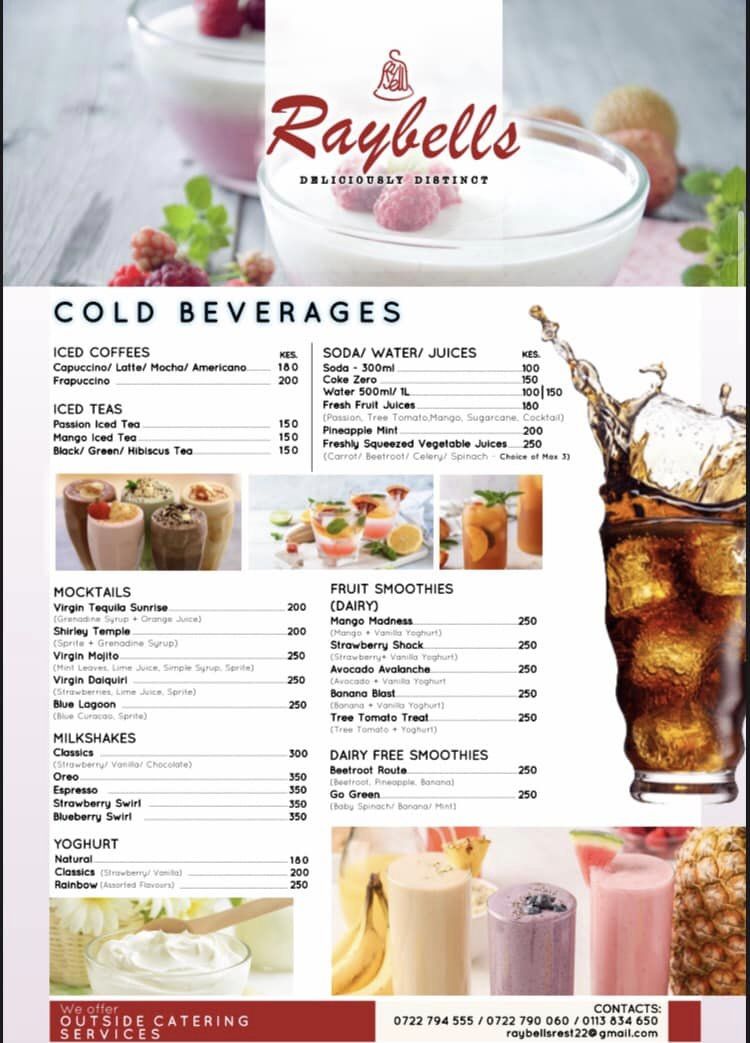 Raybells
DELICIOUSLY DISTINCT
COLD BEVERAGES
ICED COFFEES KES.
Capuccino/ Latte/ Mocha/ Americano 180
Frapuccino 200
ICED TEAS
Passion Iced Tea 150
Mango Iced Tea 150
Black/ Green/ Hibiscus Tea 150
SODA/ WATER/ JUICES KES.
Soda - 300ml 100
Coke Zero 150
Water 500ml/ 1L 100|150
Fresh Fruit Juices 180
(Passion, Tree Tomato,Mango, Sugarcane, Cocktail)
Pineapple Mint 200
Freshly Squeezed Vegetable Juices 250
(Carrot/ Beetroot/ Celery/ Spinach - Choice of Max 3)
MOCKTAILS
Virgin Tequila Sunrise 200
(Grenadine Syrup + Orange Juice)
Shirley Temple 200
(Sprite + Grenadine Syrup)
Virgin Mojito 250
(Mint Leaves, Lime Juice, Simple Syrup, Sprite)
Virgin Daiquiri 250
(Strawberries, Lime Juice, Sprite)
Blue Lagoon 250
(Blue Curacao, Sprite)
MILKSHAKES
Classics 300
(Strawberry/ Vanilla/ Chocolate)
Oreo 350
Espresso 350
Strawberry Swirl 350
Blueberry Swirl 350
YOGHURT
Natural 180
Classics (Strawberry/ Vanilla) 200
Rainbow (Assorted Flavours) 250
FRUIT SMOOTHIES
(DAIRY)
Mango Madness 250
(Mango + Vanilla Yoghurt)
Strawberry Shock 250
(Strawberry+ Vanilla Yoghurt)
Avocado Avalanche 250
(Avocado + Vanilla Yoghurt
Banana Blast 250
(Banana + Vanilla Yoghurt)
Tree Tomato Treat 250
(Tree Tomato + Yoghurt)
DAIRY FREE SMOOTHIES
Beetroot Route 250
(Beetroot, Pineapple, Banana)
Go Green 250
(Baby Spinach/ Banana/ Mint)
We offer
OUTSIDE CATERING
SERVICES
CONTACTS:
0722 794 555 / 0722 790 060 / 0113 834 650
raybellsrest22@gmail.com